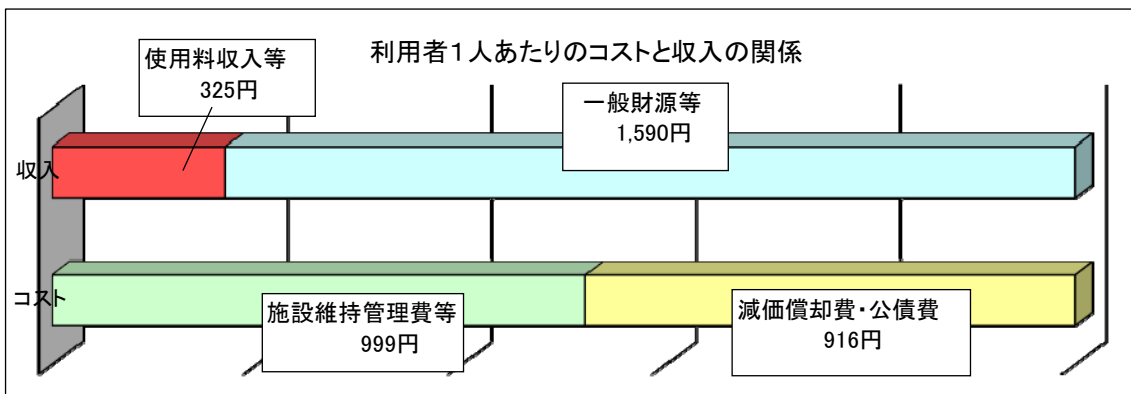 利用者１人あたりのコストと収入の関係
使用料収入等
325円
一般財源等
1,590円
収入
コスト
施設維持管理費等
999円
減価償却費・公債費
916円